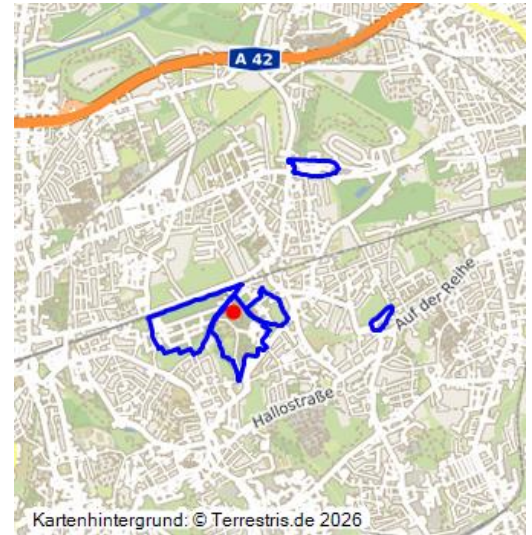 A 42
Auf der Reihe
Hallostraße
Kartenhintergrund: © Terrestris.de 2026